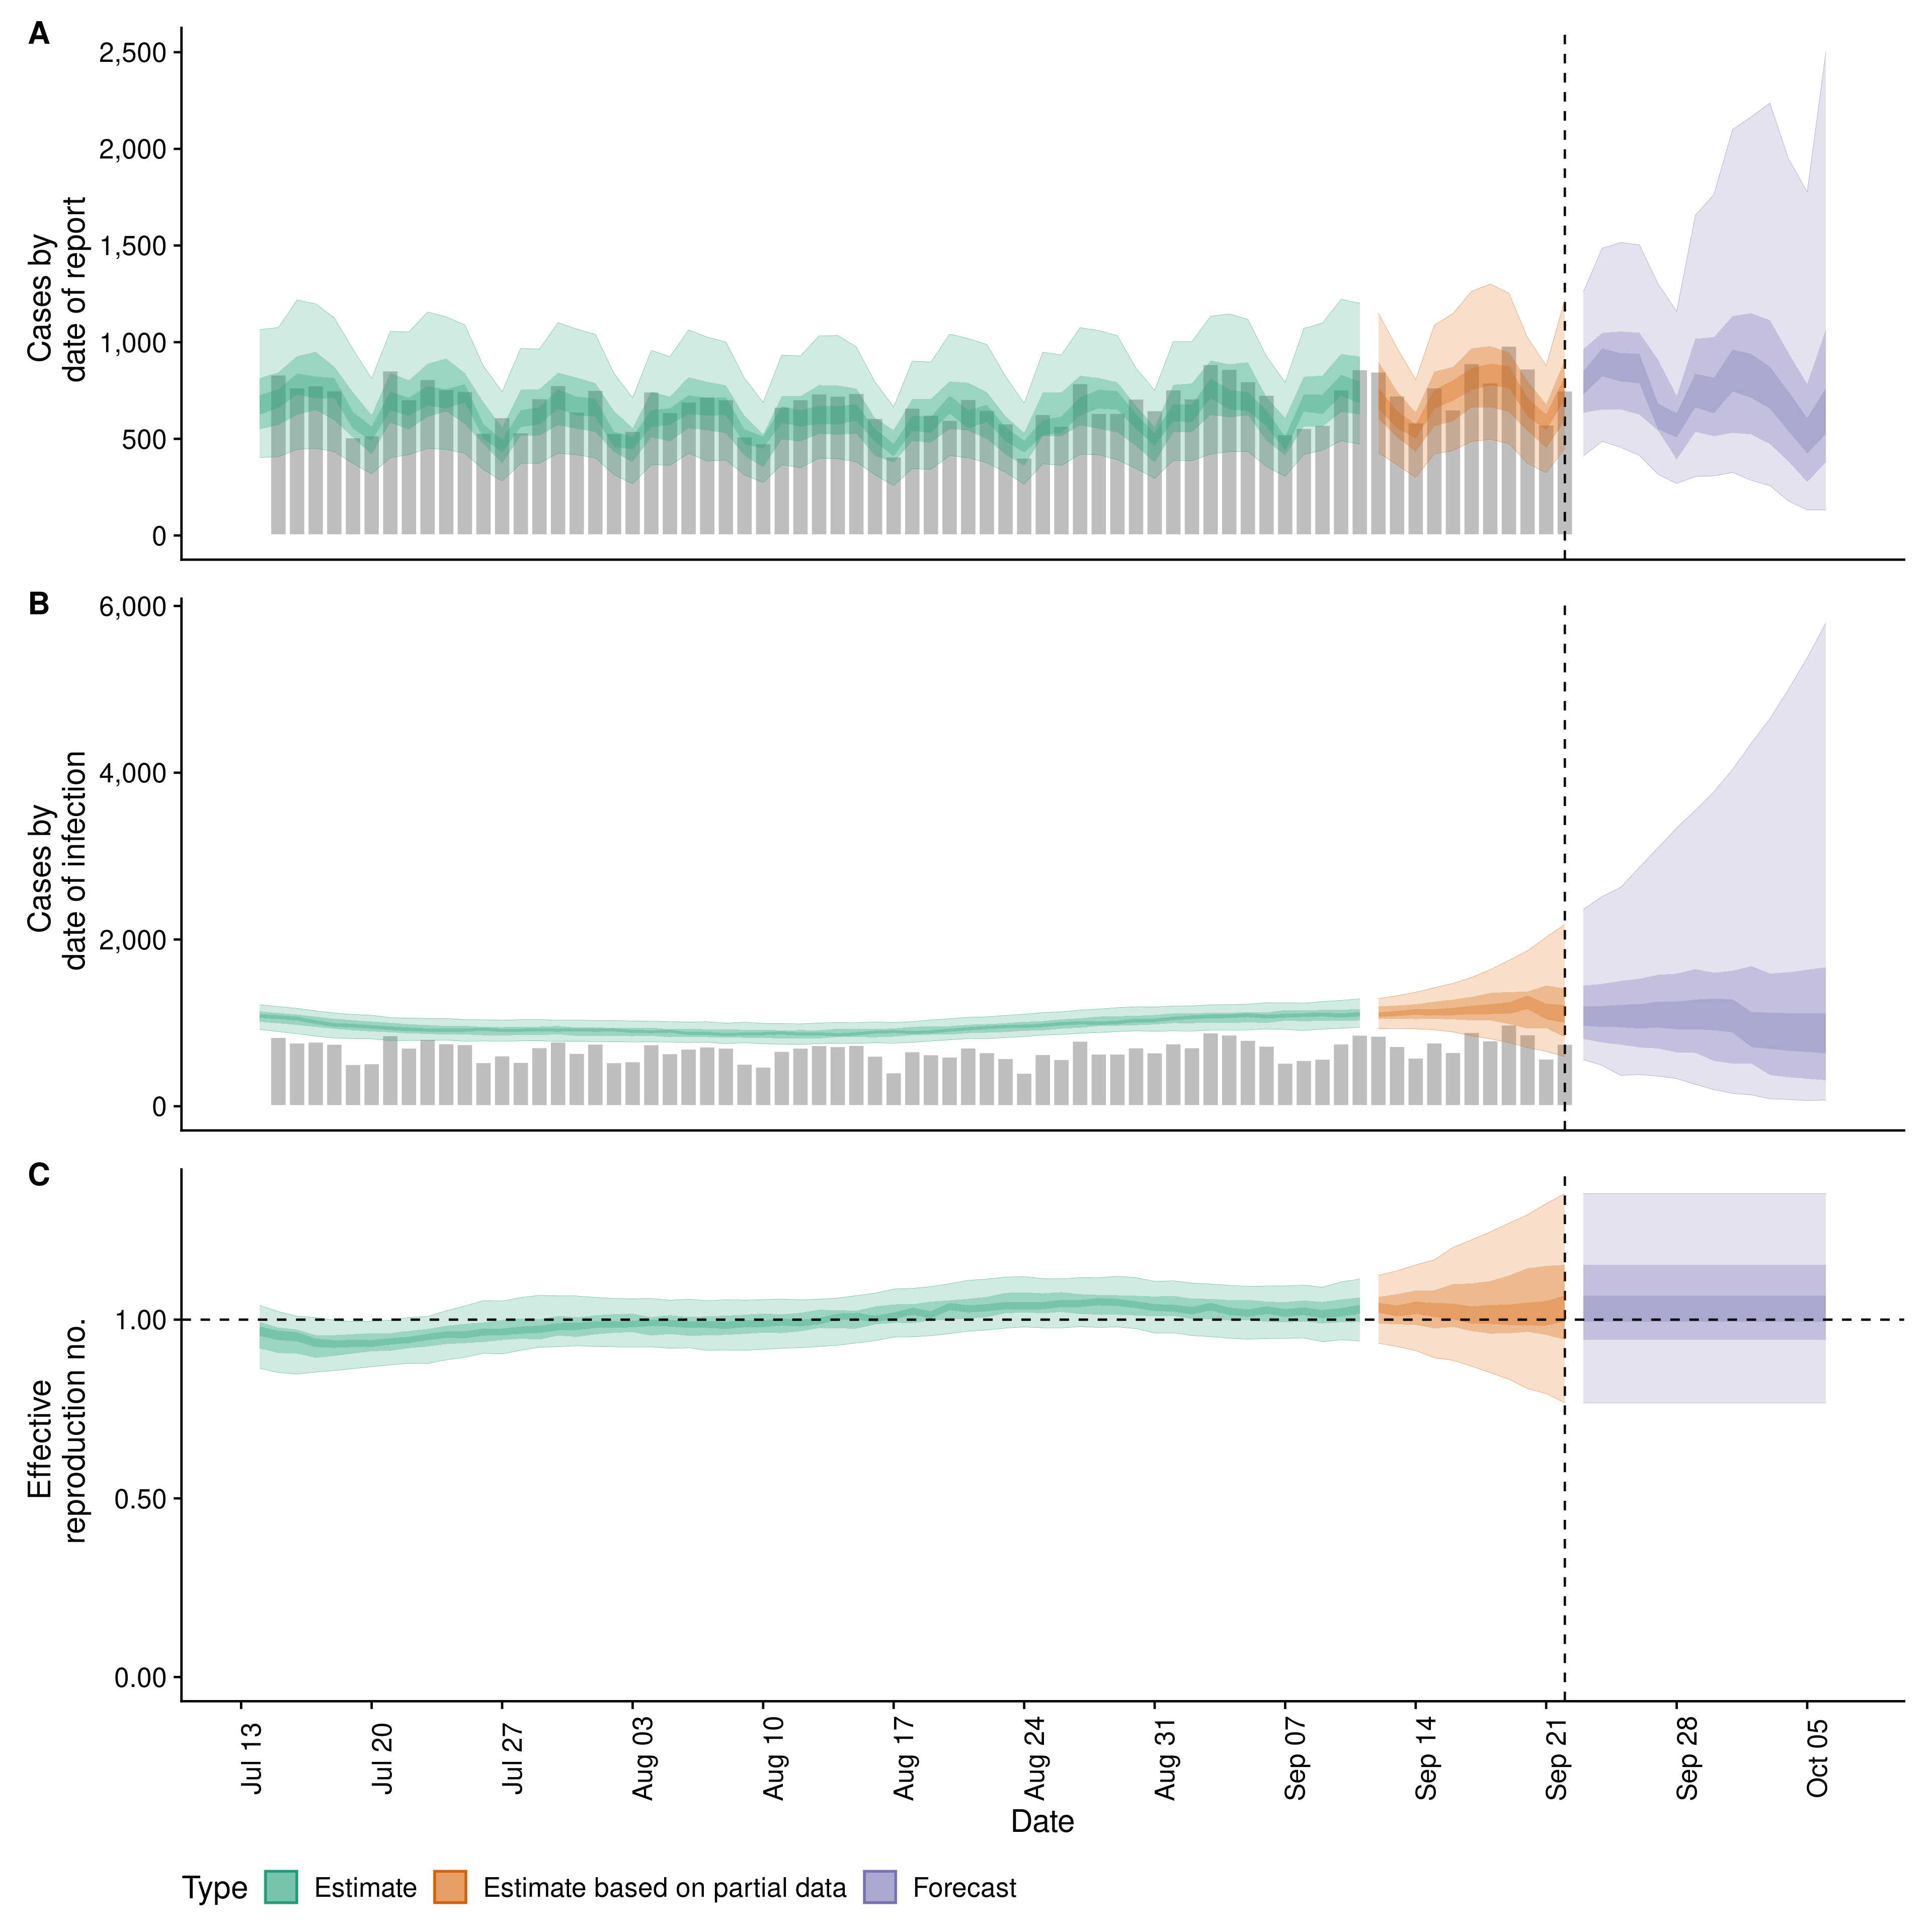 A
Cases by
date of report
2,500
2,000
1,500
1,000
500
0
B
Cases by
date of infection
6,000
4,000
2,000
0
C
Effective
reproduction no.
1.00
0.50
0.00
Jul 13
Jul 20
Jul 27
Aug 03
Aug 10
Aug 17
Aug 24
Aug 31
Sep 07
Sep 14
Sep 21
Sep 28
Oct 05
Date
Type Estimate Estimate based on partial data Forecast